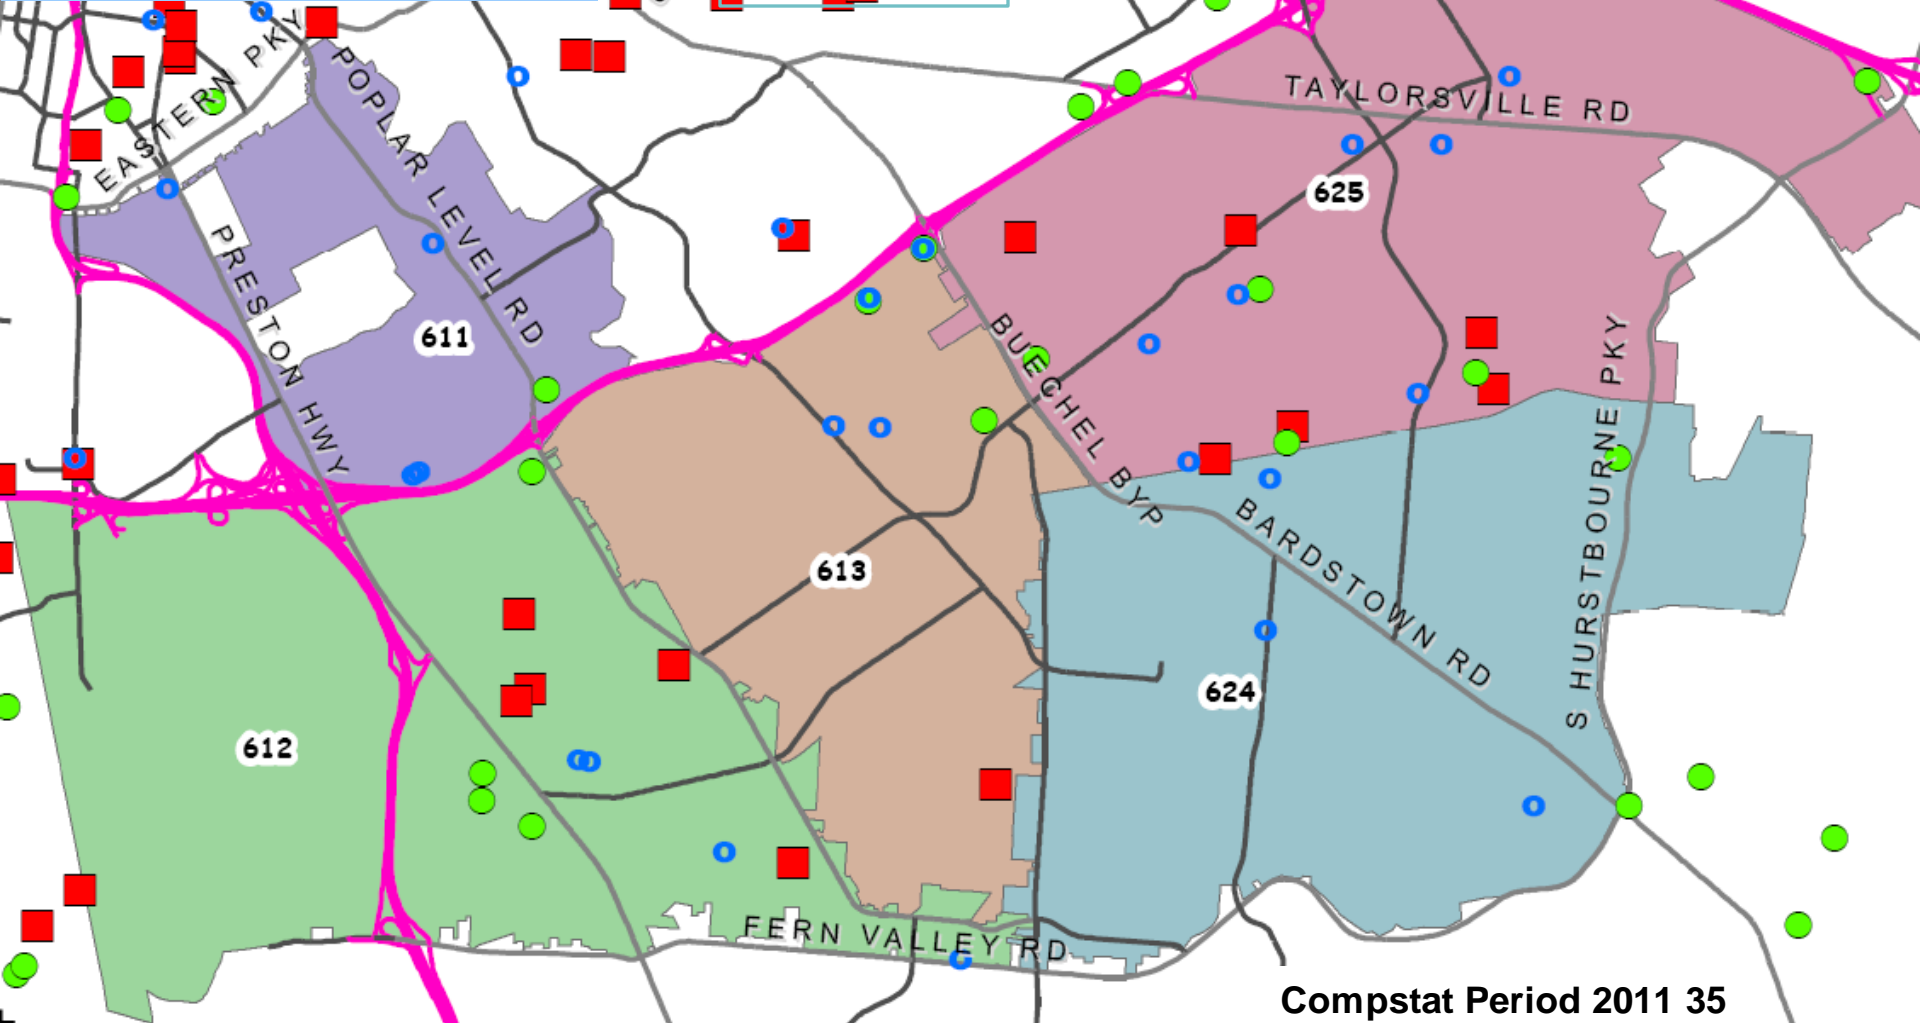 EASTERN PKY
POPLAR LEVEL RD
TAYLORSVILLE RD
625
PRESTON HWY
611
BUECHEL BYP
S HURSTBOURNE PKY
BARDSTOWN RD
613
624
612
FERN VALLEY RD
Compstat Period 2011 35